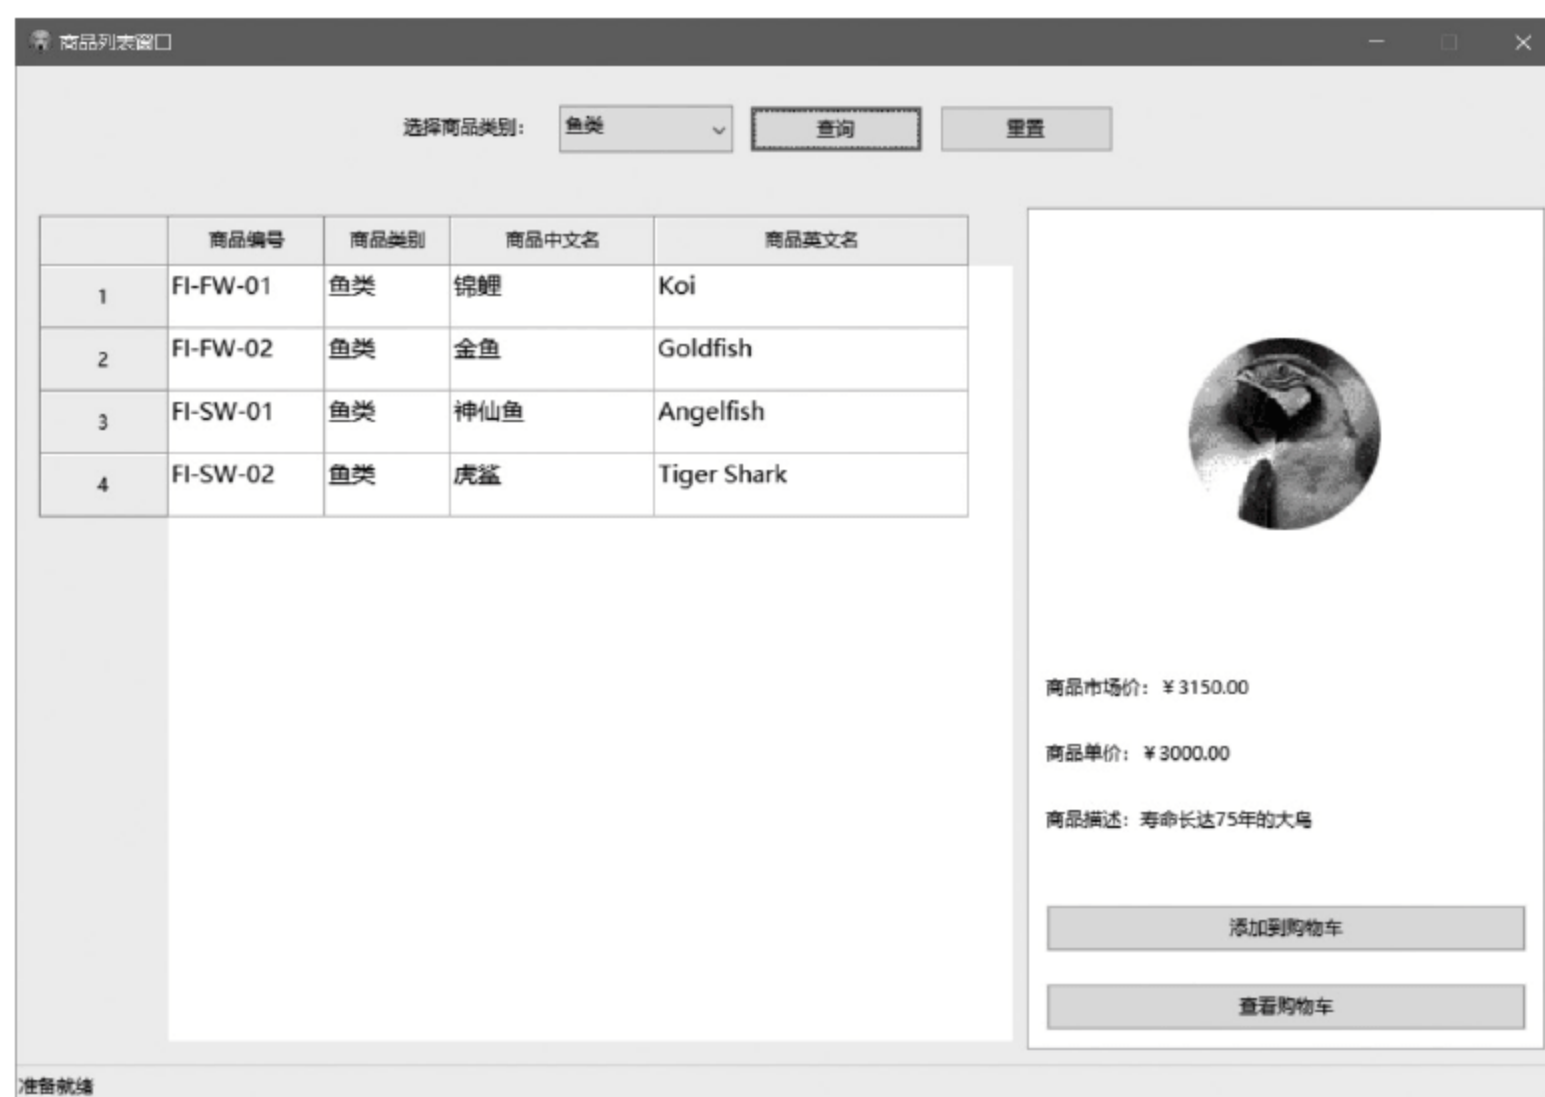 商品列表窗口
选择商品类别： 鱼类 查询 重置
商品编号 商品类别 商品中文名 商品英文名
1 FI-FW-01 鱼类 锦鲤 Koi
2 FI-FW-02 鱼类 金鱼 Goldfish
3 FI-SW-01 鱼类 神仙鱼 Angelfish
4 FI-SW-02 鱼类 虎鲨 Tiger Shark
商品市场价：￥3150.00
商品单价：￥3000.00
商品描述：寿命长达75年的大鸟
添加到购物车
查看购物车
准备就绪